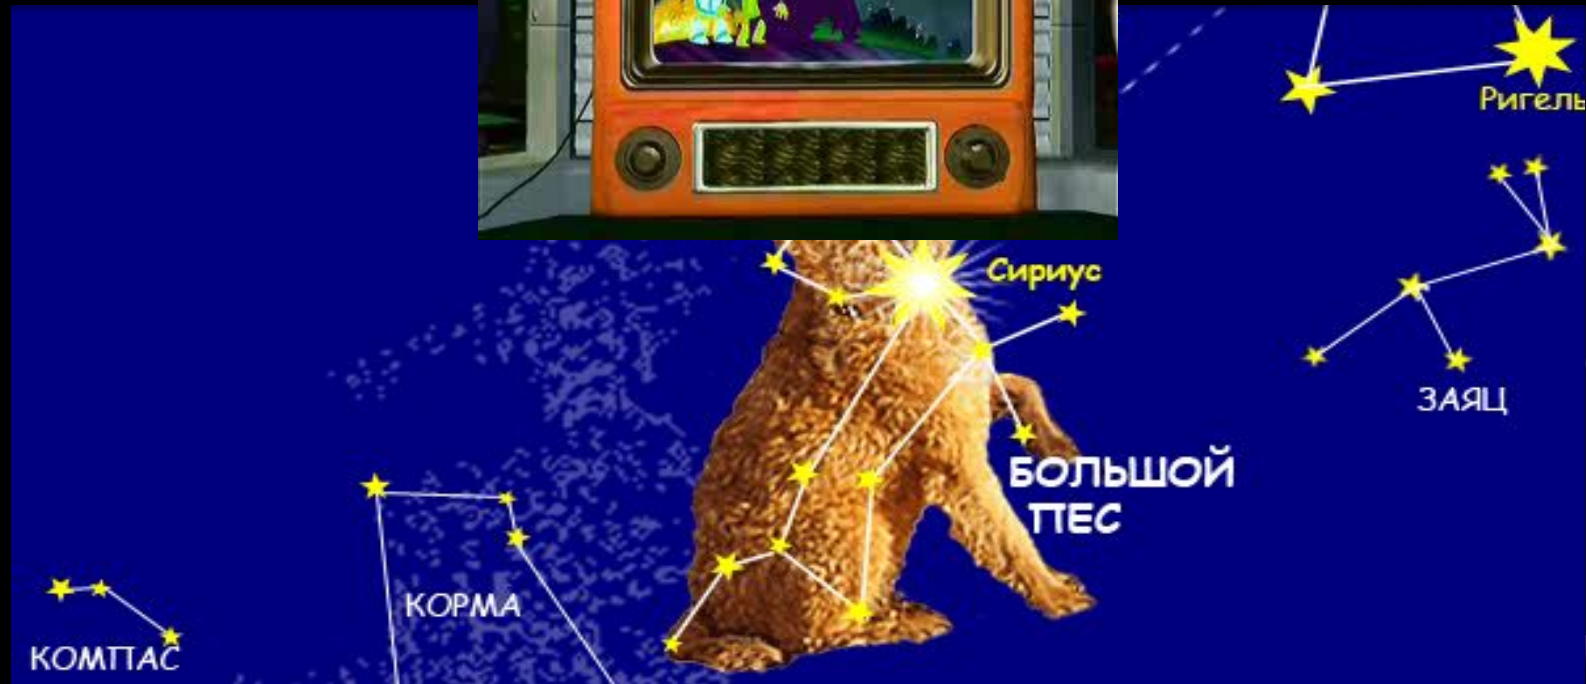 Ригель
Сириус
ЗАЯЦ
БОЛЬШОЙ
ПЕС
КОРМА
КОМПАС